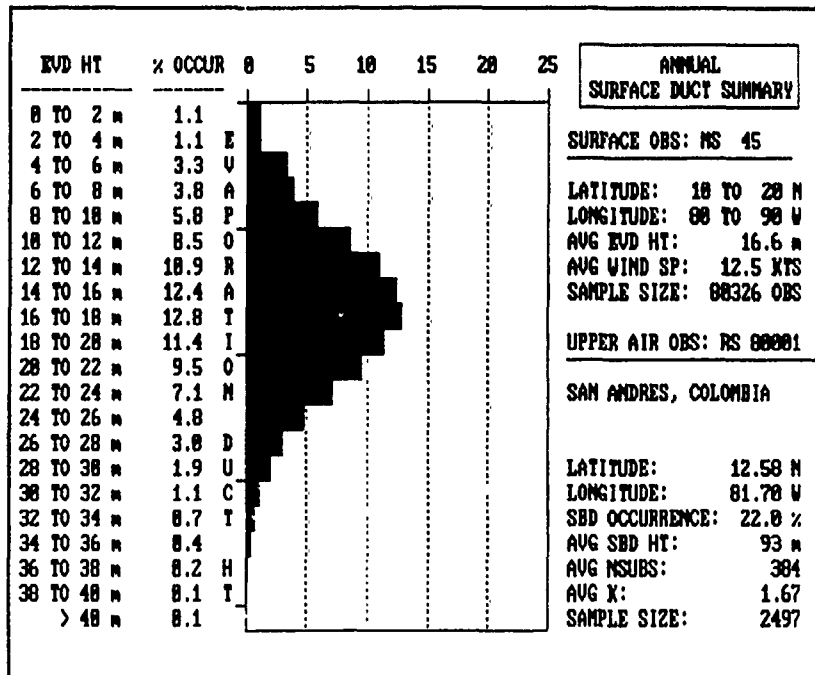 EVD HT % OCCUR 0 5 10 15 20 25
0 TO 2 m 1.1
2 TO 4 m 1.1
4 TO 6 m 3.3
6 TO 8 m 3.8
8 TO 10 m 5.8
10 TO 12 m 8.5
12 TO 14 m 10.9
14 TO 16 m 12.4
16 TO 18 m 12.8
18 TO 20 m 11.4
20 TO 22 m 9.5
22 TO 24 m 7.1
24 TO 26 m 4.8
26 TO 28 m 3.0
28 TO 30 m 1.9
30 TO 32 m 1.1
32 TO 34 m 0.7
34 TO 36 m 0.4
36 TO 38 m 0.2
38 TO 40 m 0.1
> 40 m 0.1
EVAPORATION DUCT HT
ANNUAL
SURFACE DUCT SUMMARY
SURFACE OBS: MS 45
LATITUDE: 10 TO 20 N
LONGITUDE: 80 TO 90 W
AVG EVD HT: 16.6 m
AVG WIND SP: 12.5 KTS
SAMPLE SIZE: 80326 OBS
UPPER AIR OBS: RS 80001
SAN ANDRES, COLOMBIA
LATITUDE: 12.58 N
LONGITUDE: 81.70 W
SBD OCCURRENCE: 22.0 %
AVG SBD HT: 93 m
AVG NSUBS: 384
AVG K: 1.67
SAMPLE SIZE: 2497